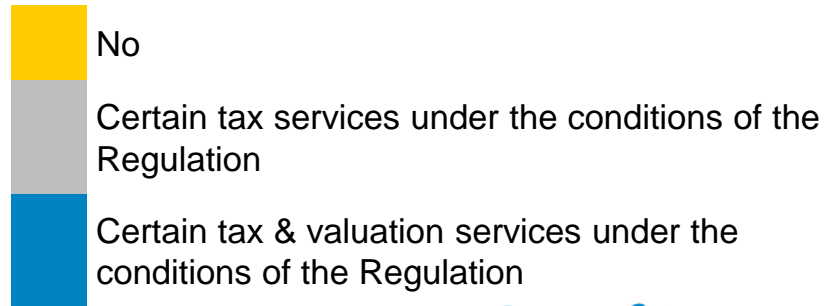 No
Certain tax services under the conditions of the
Regulation
Certain tax & valuation services under the
conditions of the Regulation